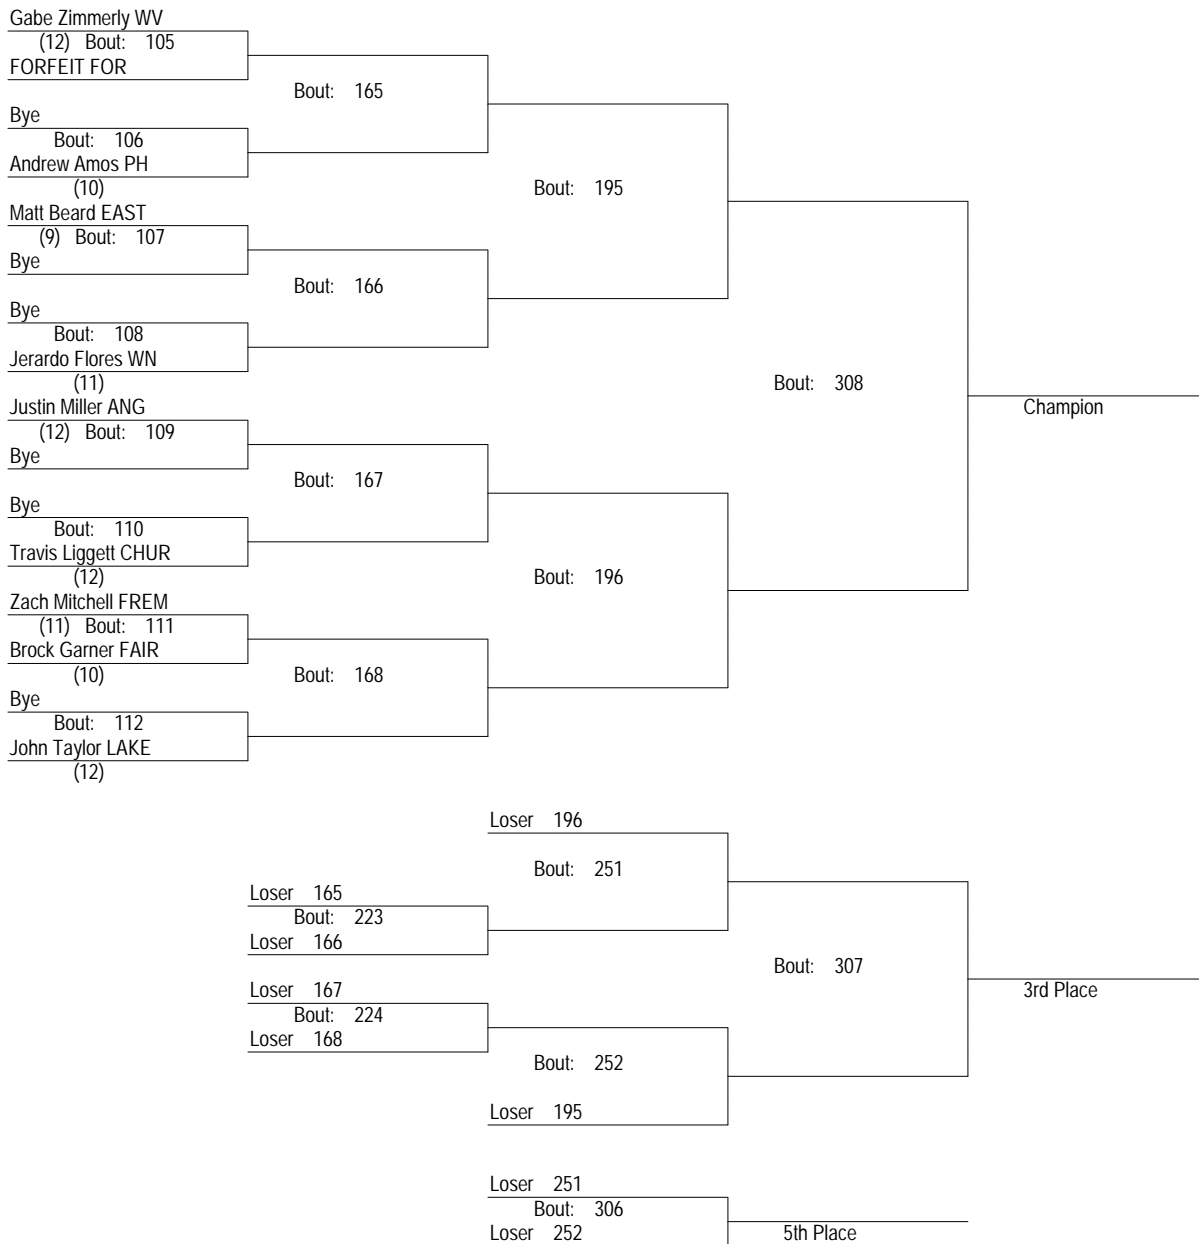 Gabe Zimmerly WV
(12) Bout: 105
FORFEIT FOR
Bout: 165
Bye
Bout: 106
Andrew Amos PH
(10)
Bout: 195
Matt Beard EAST
(9) Bout: 107
Bye
Bout: 166
Bye
Bout: 108
Jerardo Flores WN
(11)
Bout: 308
Champion
Justin Miller ANG
(12) Bout: 109
Bye
Bout: 167
Bye
Bout: 110
Travis Liggett CHUR
(12)
Bout: 196
Zach Mitchell FREM
(11) Bout: 111
Brock Garner FAIR
(10)
Bout: 168
Bye
Bout: 112
John Taylor LAKE
(12)
Loser 196
Bout: 251
Loser 165
Bout: 223
Loser 166
Bout: 307
3rd Place
Loser 167
Bout: 224
Loser 168
Bout: 252
Loser 195
Loser 251
Bout: 306
Loser 252
5th Place